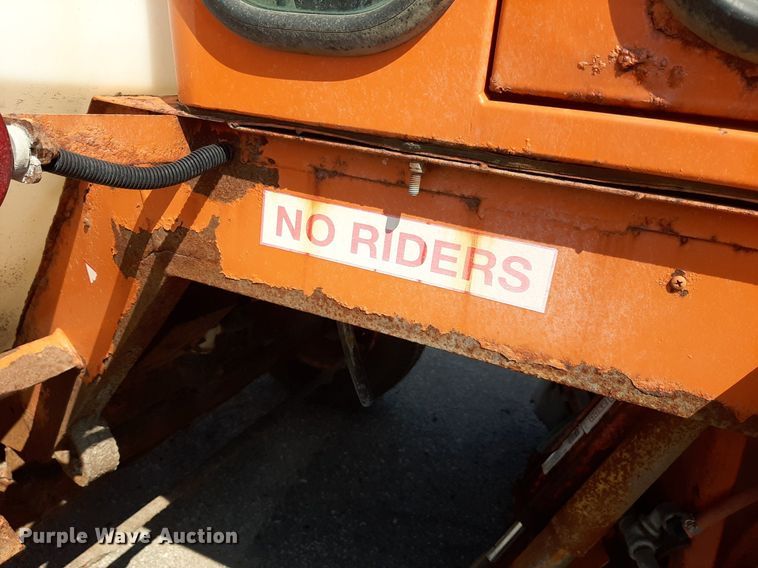 NO RIDERS
Purple Wave Auction